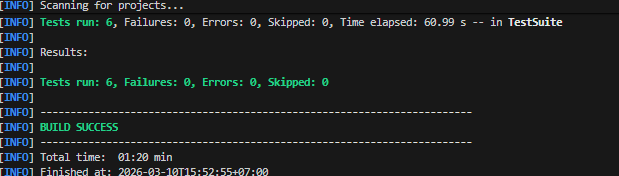 [INFO] Scanning for projects...
[INFO] Tests run: 6, Failures: 0, Errors: 0, Skipped: 0, Time elapsed: 60.99 s -- in TestSuite
[INFO]
[INFO] Results:
[INFO]
[INFO] Tests run: 6, Failures: 0, Errors: 0, Skipped: 0
[INFO]
[INFO] ------------------------------------------------------------------------
[INFO] BUILD SUCCESS
[INFO] ------------------------------------------------------------------------
[INFO] Total time:  01:20 min
[INFO] Finished at: 2026-03-10T15:52:55+07:00